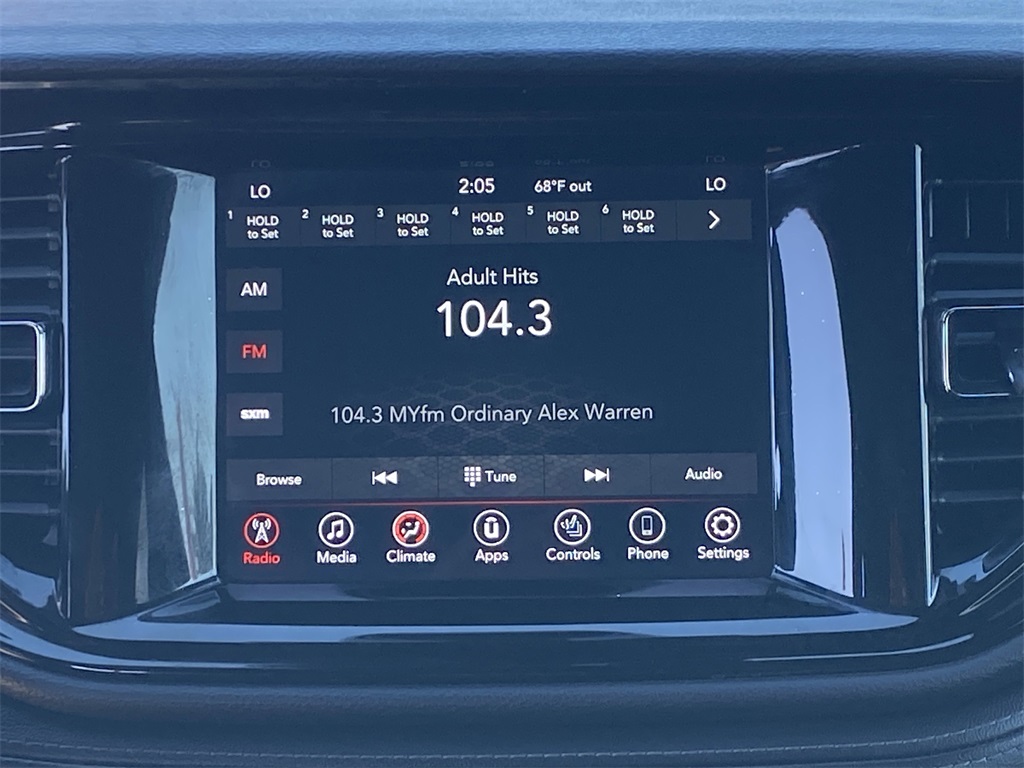 LO 2:05 68°F out LO
1 HOLD to Set 2 HOLD to Set 3 HOLD to Set 4 HOLD to Set 5 HOLD to Set 6 HOLD to Set
Adult Hits
AM
104.3
FM
sxm
104.3 MYfm Ordinary Alex Warren
Browse Tune Audio
Radio Media Climate Apps Controls Phone Settings